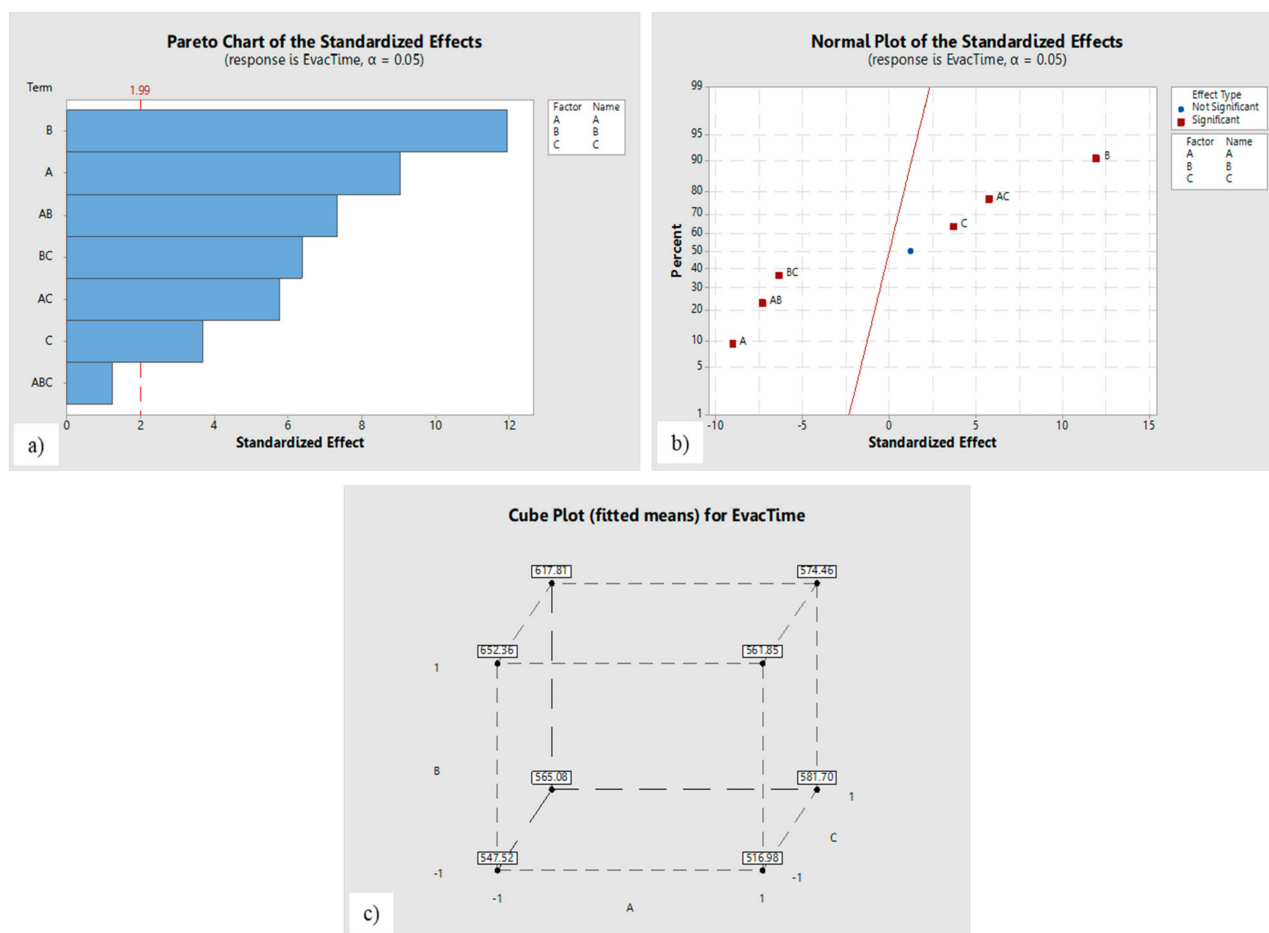 Pareto Chart of the Standardized Effects
(response is EvacTime, α = 0.05)
Term
1.99
B
A
AB
BC
AC
C
ABC
0 2 4 6 8 10 12
Standardized Effect
Factor Name
A A
B B
C C
a)
Normal Plot of the Standardized Effects
(response is EvacTime, α = 0.05)
Percent
99
95
90
80
70
60
50
40
30
20
10
5
1
B
AC
C
BC
AB
A
-10 -5 0 5 10 15
Standardized Effect
Effect Type
Not Significant
Significant
Factor Name
A A
B B
C C
b)
Cube Plot (fitted means) for EvacTime
617.81 574.46
652.36 561.85
1
B
565.08 581.70
1
C
547.52 516.98
-1 -1
-1 1
A
c)